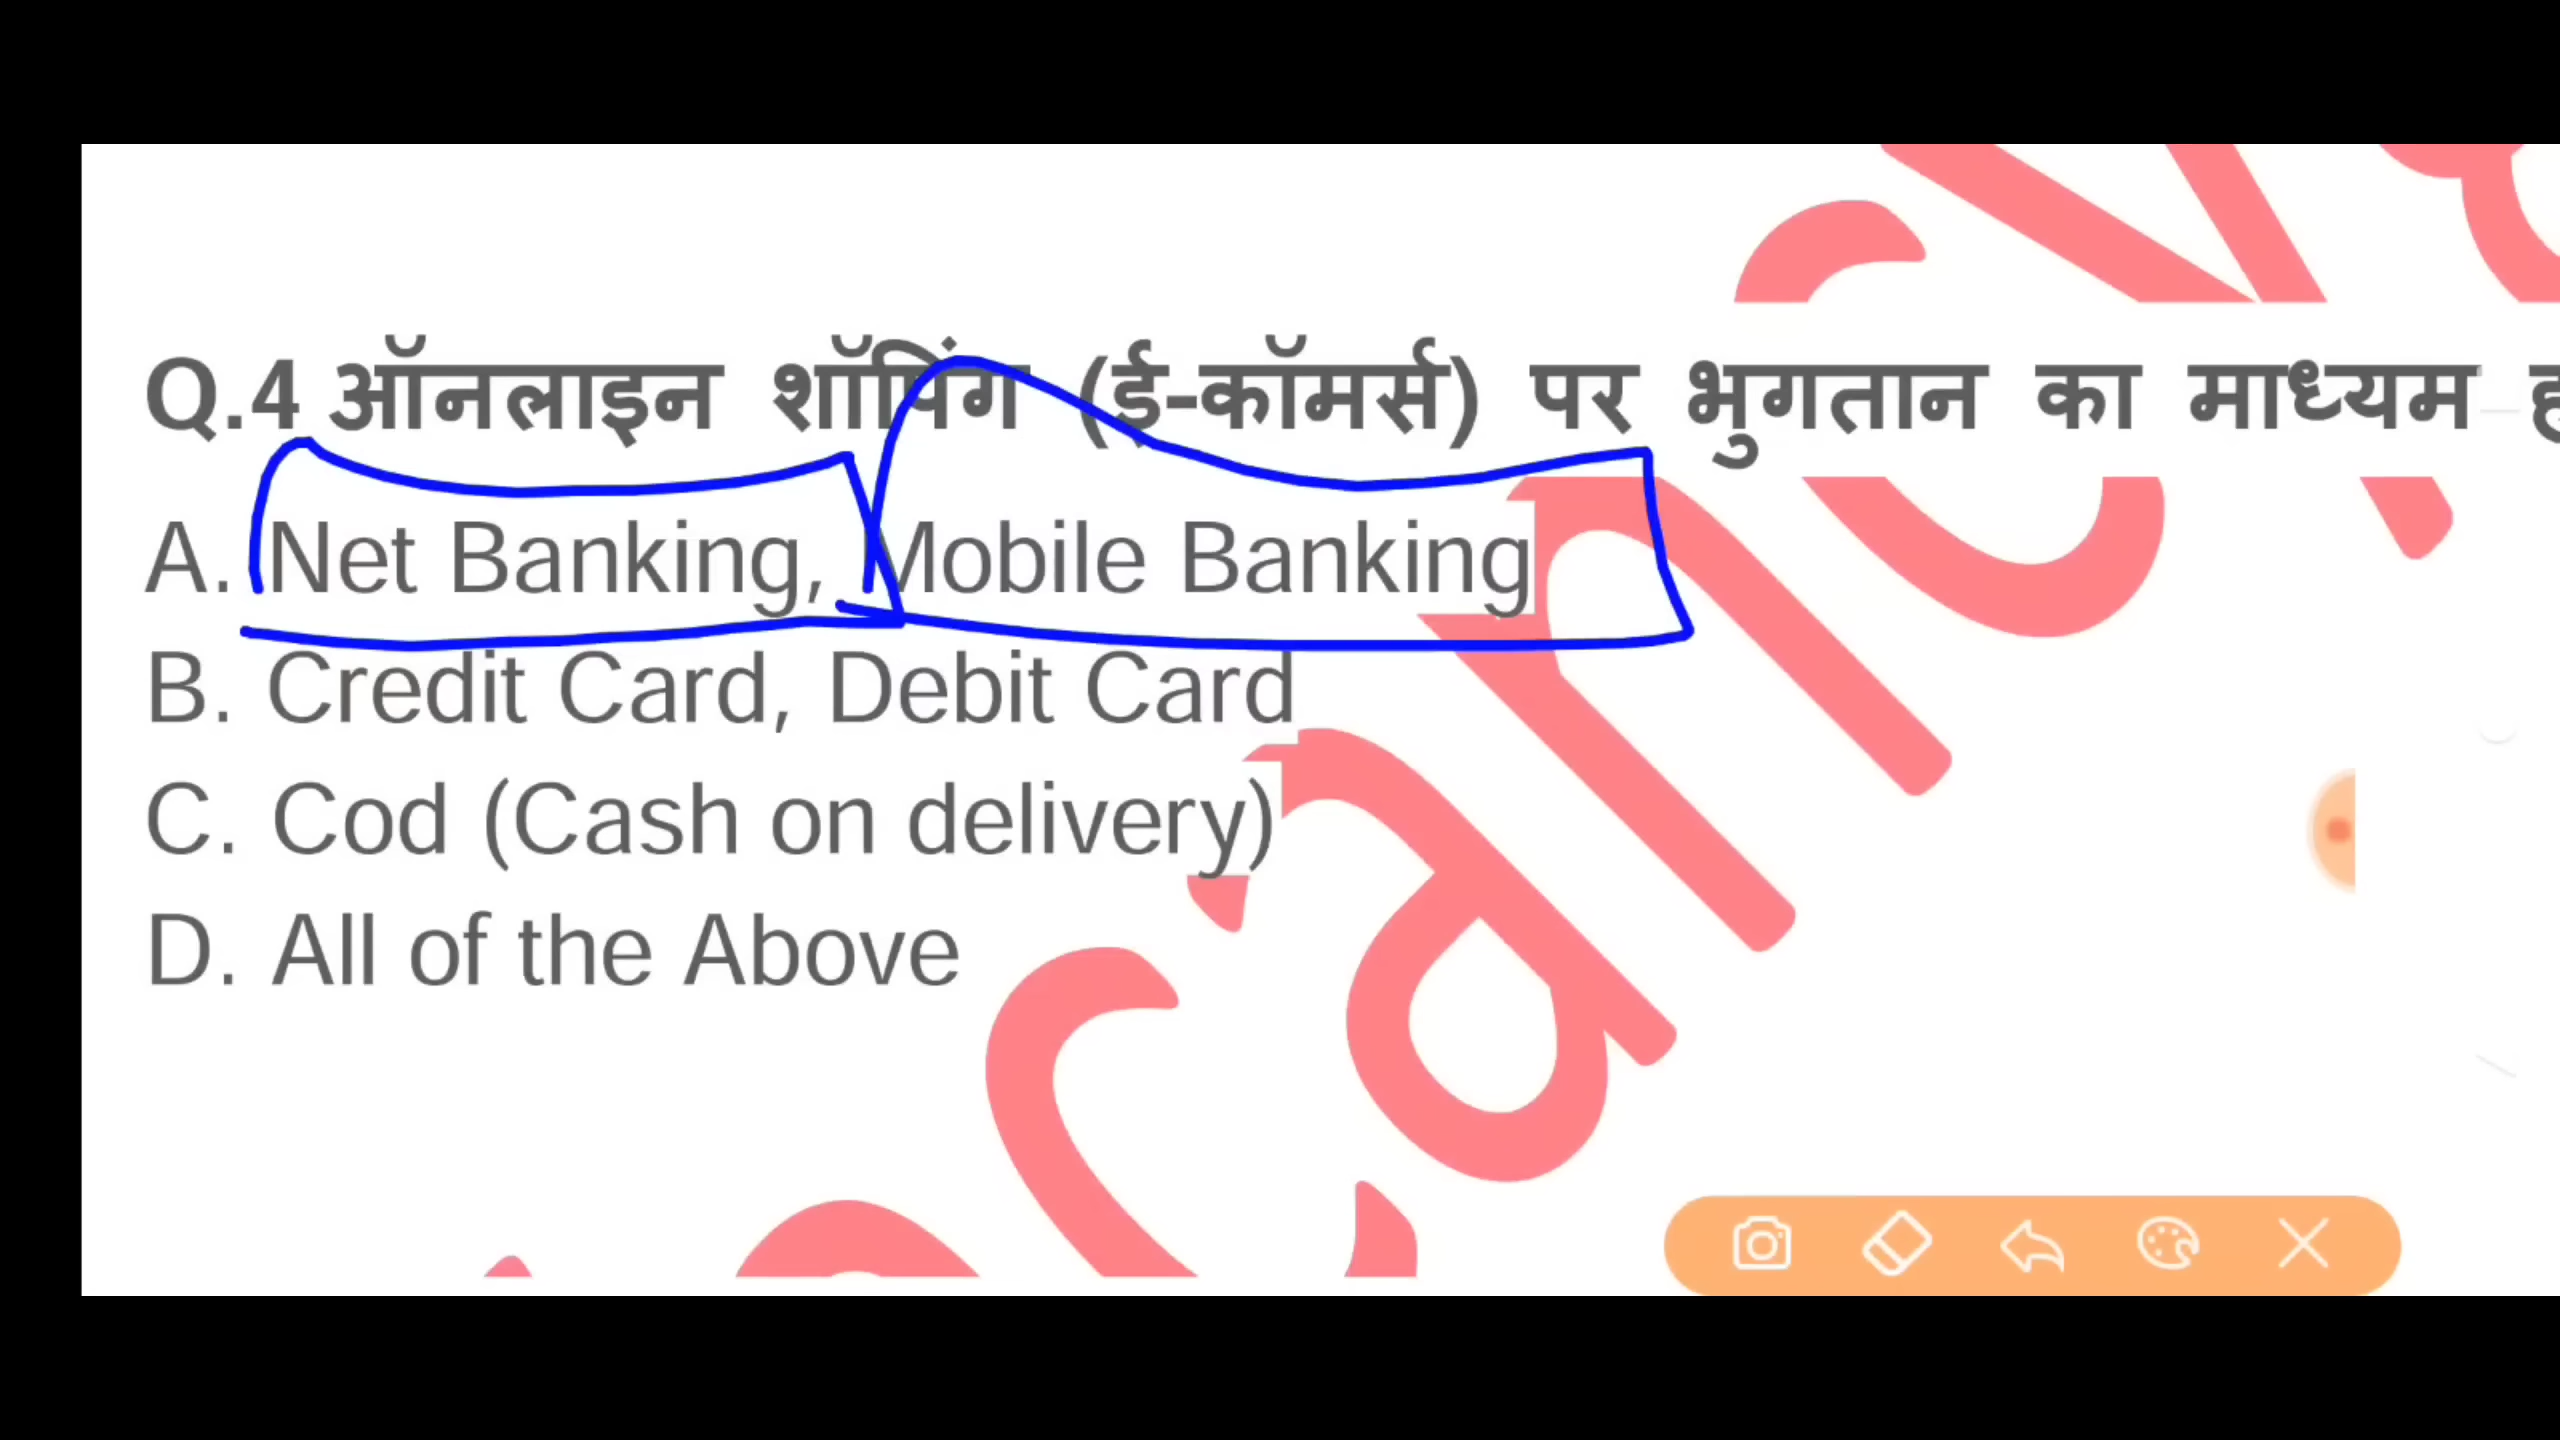 Q.4 ऑनलाइन शॉपिंग (ई-कॉमर्स) पर भुगतान का माध्यम
A. Net Banking, Mobile Banking
B. Credit Card, Debit Card
C. Cod (Cash on delivery)
D. All of the Above